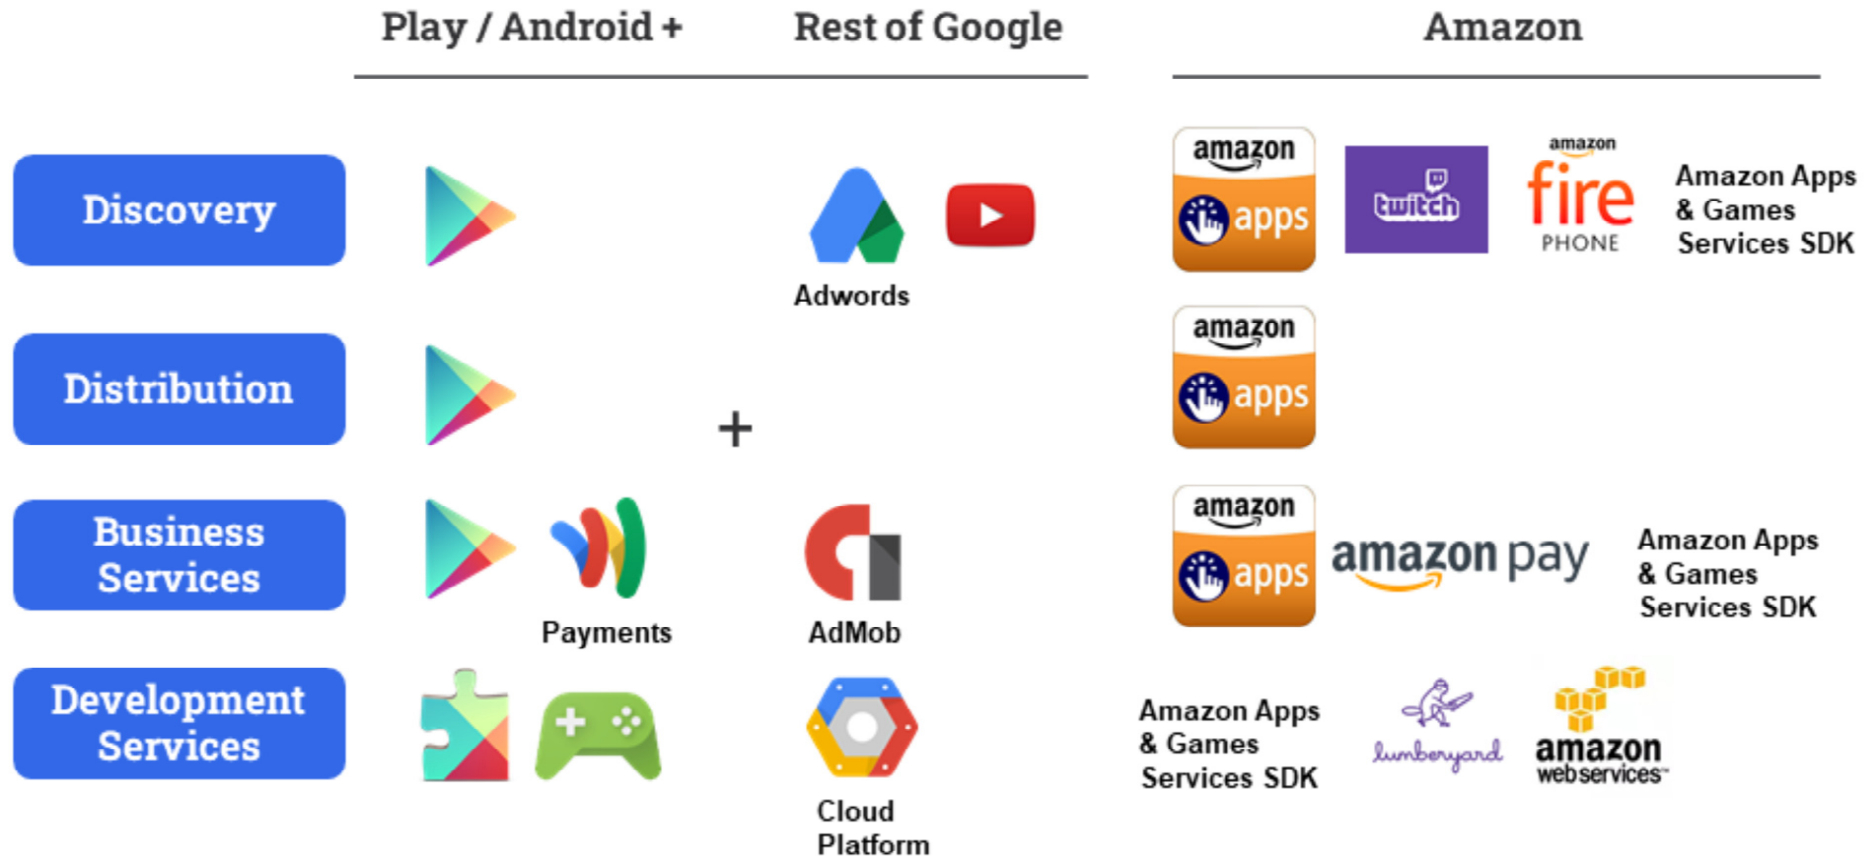 Play / Android +
Rest of Google
Amazon
Discovery
Adwords
amazon
apps
twitch
amazon
fire
PHONE
Amazon Apps
& Games
Services SDK
Distribution
+
amazon
apps
Business
Services
Payments
AdMob
amazon
apps
amazon pay
Amazon Apps
& Games
Services SDK
Development
Services
Cloud
Platform
Amazon Apps
& Games
Services SDK
lumberyard
amazon
webservices™